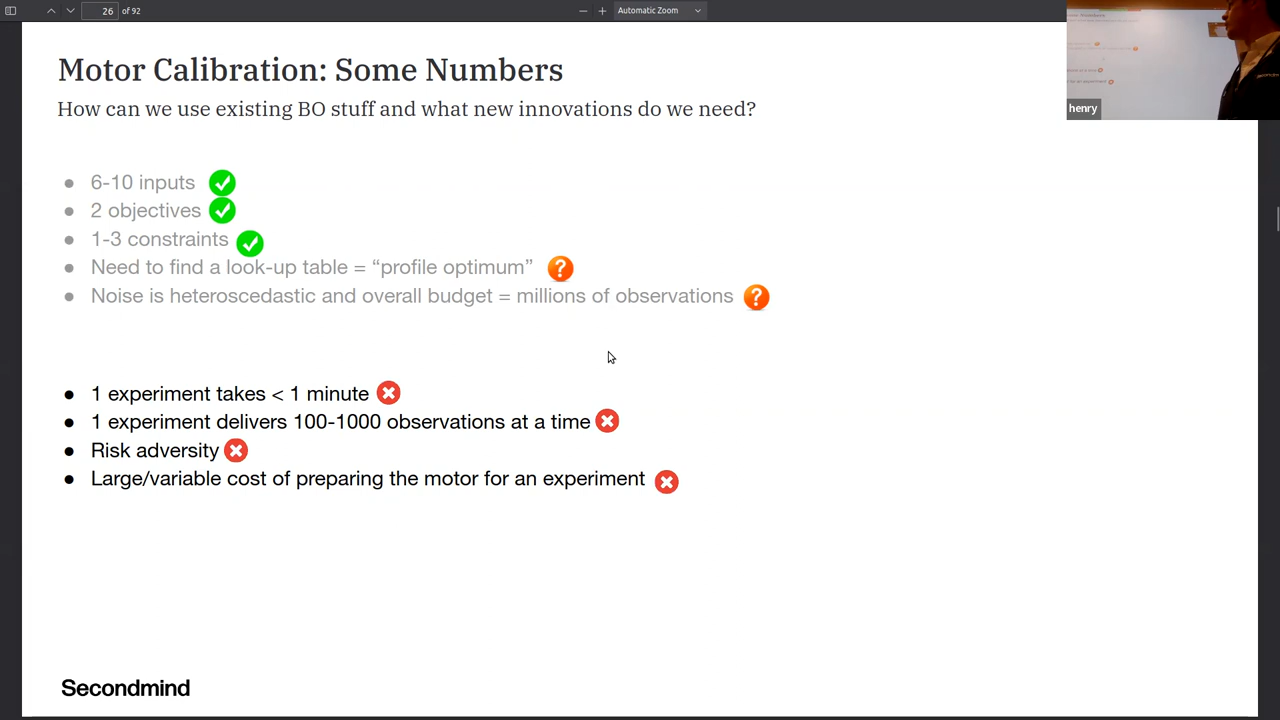 26 of 92
Automatic Zoom
Motor Calibration: Some Numbers
How can we use existing BO stuff and what new innovations do we need?
henry
6-10 inputs
2 objectives
1-3 constraints
Need to find a look-up table = “profile optimum”
Noise is heteroscedastic and overall budget = millions of observations
1 experiment takes < 1 minute
1 experiment delivers 100-1000 observations at a time
Risk adversity
Large/variable cost of preparing the motor for an experiment
Secondmind